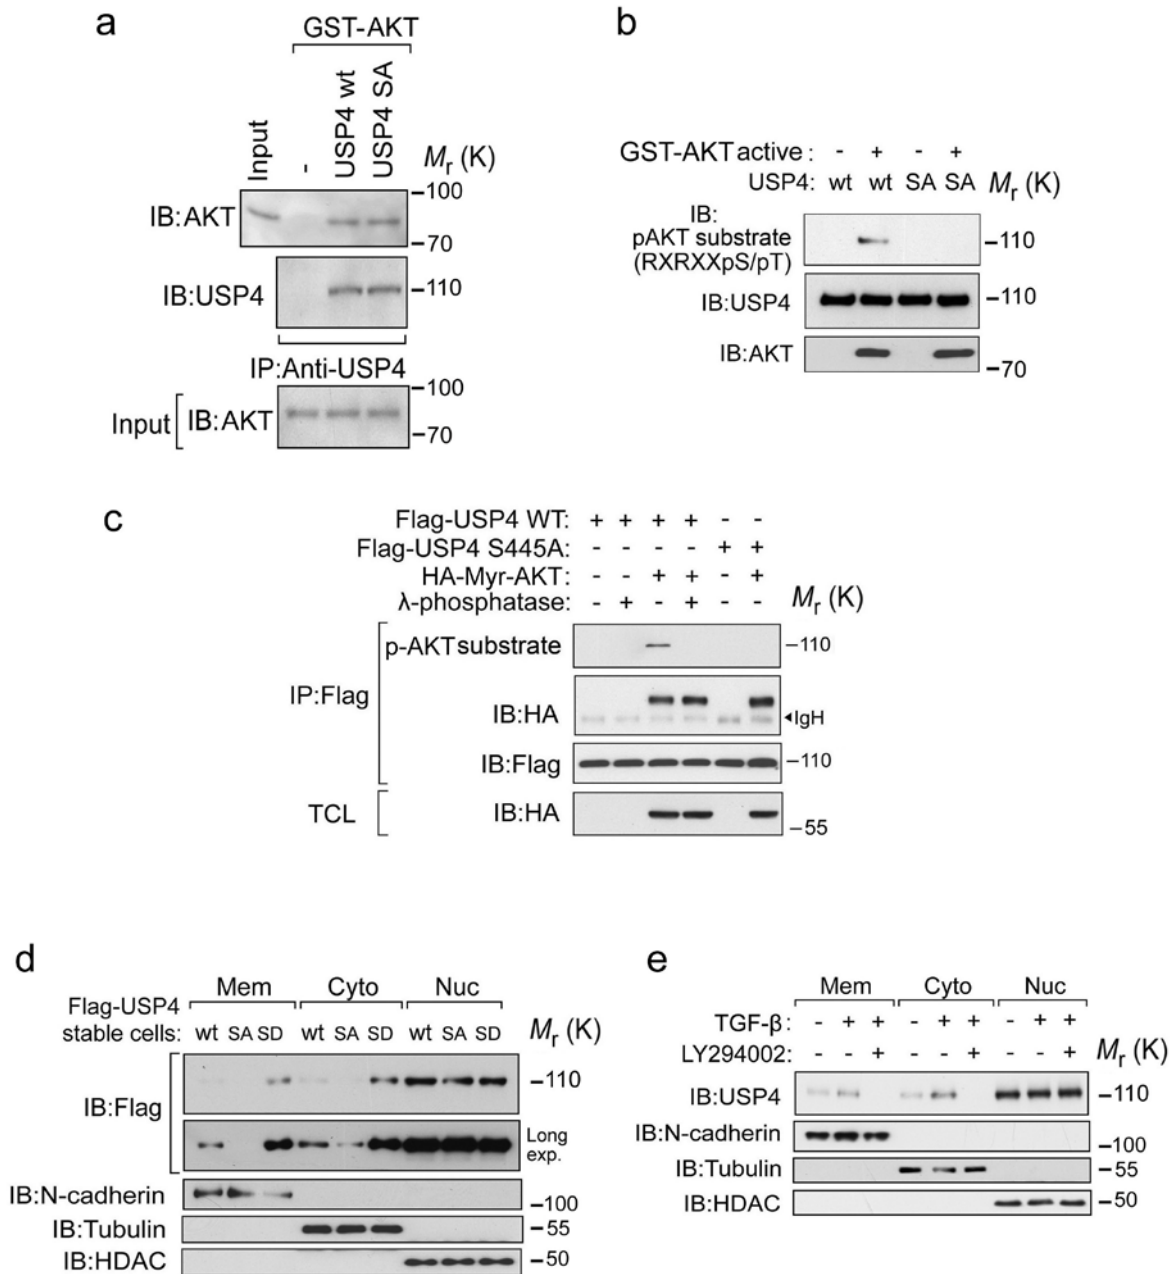 a
GST-AKT
Input
-
USP4 wt
USP4 SA
Mr (K)
IB:AKT
100
70
IB:USP4
110
IP:Anti-USP4
Input
IB:AKT
100
70
b
GST-AKT active : - + - +
USP4: wt wt SA SA Mr (K)
IB:
pAKT substrate
(RXRXXpS/pT)
110
IB:USP4
110
IB:AKT
70
c
Flag-USP4 WT: + + + + - -
Flag-USP4 S445A: - - - - + +
HA-Myr-AKT: - - + + - +
λ-phosphatase: - + - + - - Mr (K)
IP:Flag
p-AKT substrate
110
IB:HA
IgH
IB:Flag
110
TCL
IB:HA
55
d
Mem Cyto Nuc
Flag-USP4
stable cells: wt SA SD wt SA SD wt SA SD Mr (K)
IB:Flag
110
Long
exp.
IB:N-cadherin
100
IB:Tubulin
55
IB:HDAC
50
e
Mem Cyto Nuc
TGF-β: - + + - + + - + +
LY294002: - - + - - + - - + Mr (K)
IB:USP4
110
IB:N-cadherin
100
IB:Tubulin
55
IB:HDAC
50